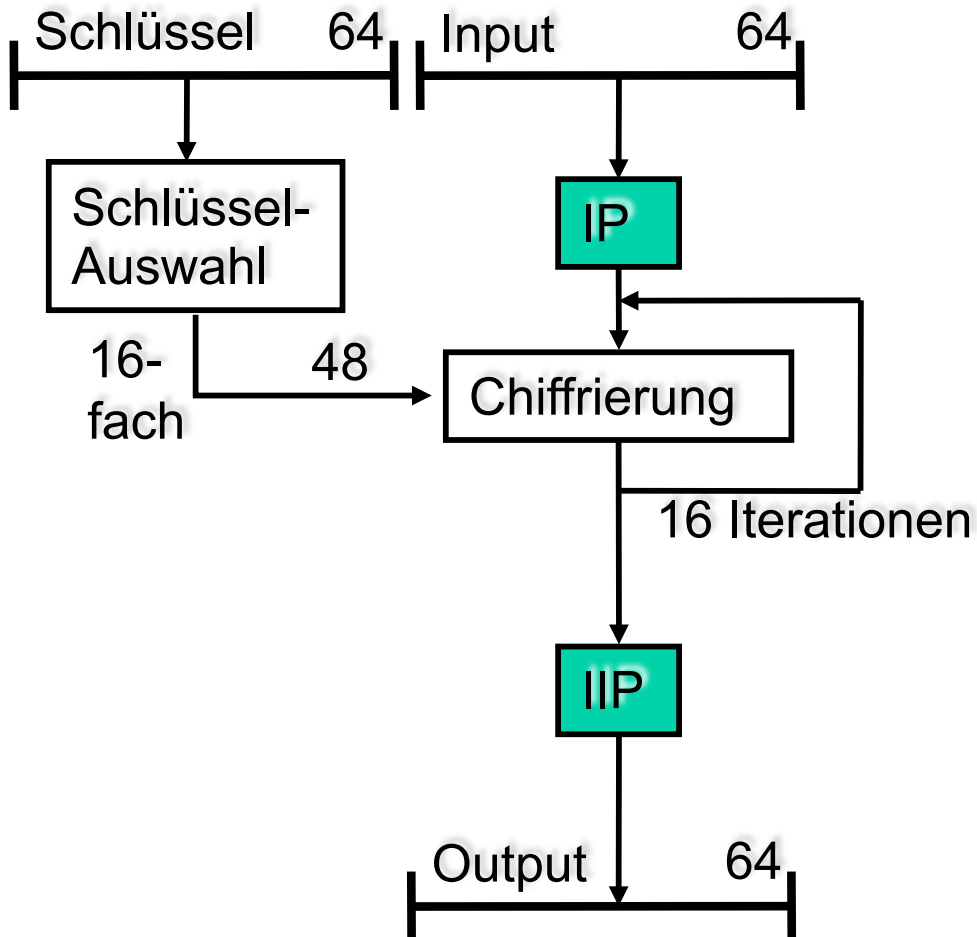 Schlüssel 64
Input 64
Schlüssel-
Auswahl
IP
16-
fach
48
Chiffrierung
16 Iterationen
IIP
Output 64